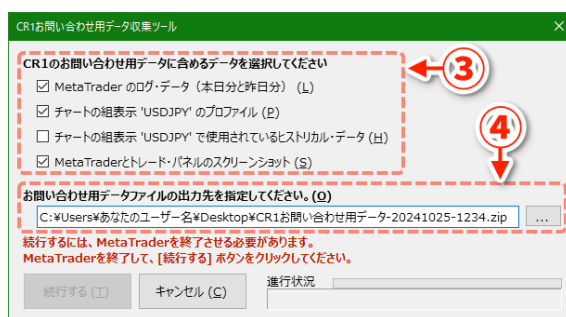 CR1お問い合わせ用データ収集ツール
CR1のお問い合わせ用データに含めるデータを選択してください
MetaTrader のログ・データ（本日分と昨日分） (L)
チャートの組表示 'USDJPY' のプロファイル (P)
チャートの組表示 'USDJPY' で使用されているヒストリカル・データ (H)
MetaTraderとトレード・パネルのスクリーンショット (S)
③
④
お問い合わせ用データファイルの出力先を指定してください。(O)
C:¥Users¥あなたのユーザー名¥Desktop¥CR1お問い合わせ用データ-20241025-1234.zip ...
続行するには、MetaTraderを終了させる必要があります。
MetaTraderを終了して、[続行する] ボタンをクリックしてください。
続行する (T) キャンセル (C) 進行状況